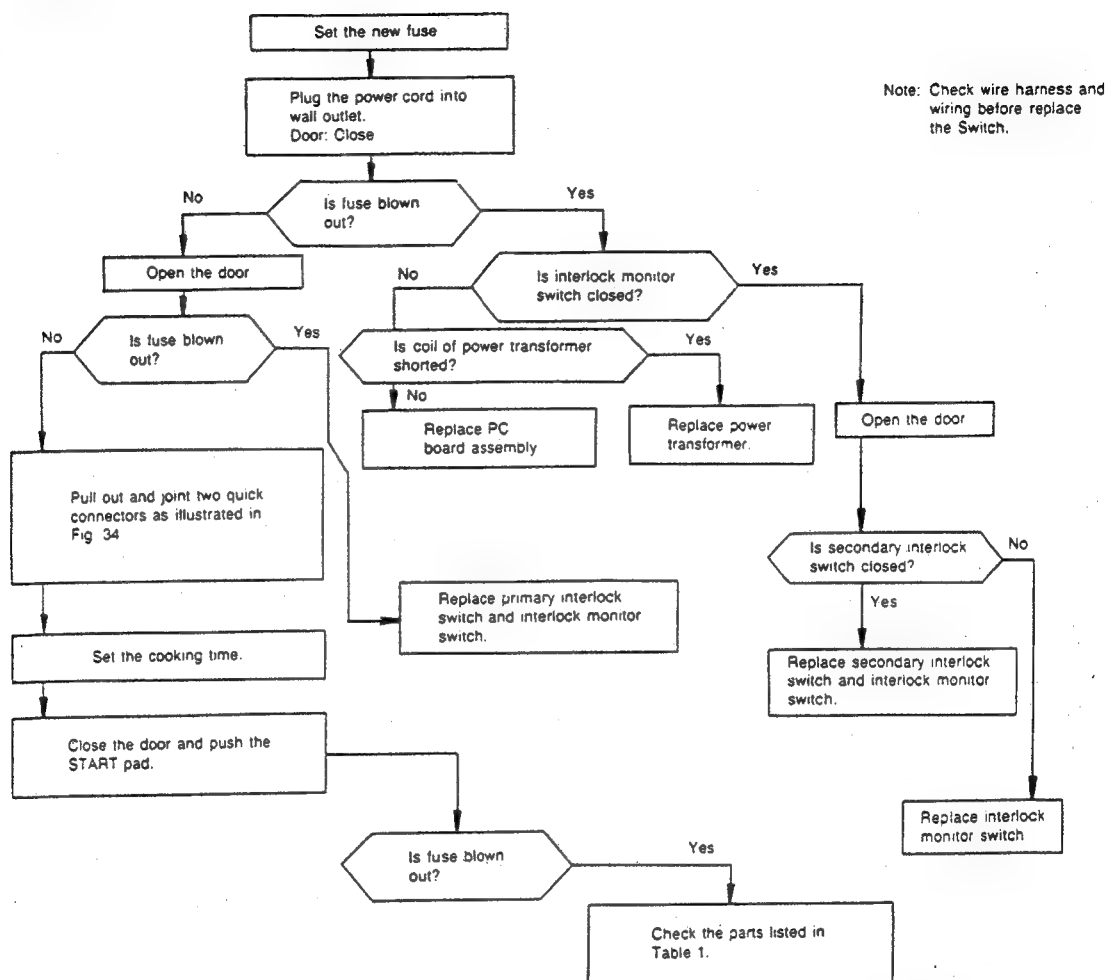 Set the new fuse
Plug the power cord into
wall outlet.
Door: Close
Note: Check wire harness and
wiring before replace
the Switch.
No
Is fuse blown
out?
Yes
Open the door
No
Is interlock monitor
switch closed?
Yes
No
Is fuse blown
out?
Yes
Is coil of power transformer
shorted?
Yes
No
Replace PC
board assembly
Replace power
transformer.
Open the door
Pull out and joint two quick
connectors as illustrated in
Fig 34
Is secondary interlock
switch closed?
No
Yes
Replace primary interlock
switch and interlock monitor
switch.
Set the cooking time.
Replace secondary interlock
switch and interlock monitor
switch.
Close the door and push the
START pad.
Replace interlock
monitor switch
Is fuse blown
out?
Yes
Check the parts listed in
Table 1.